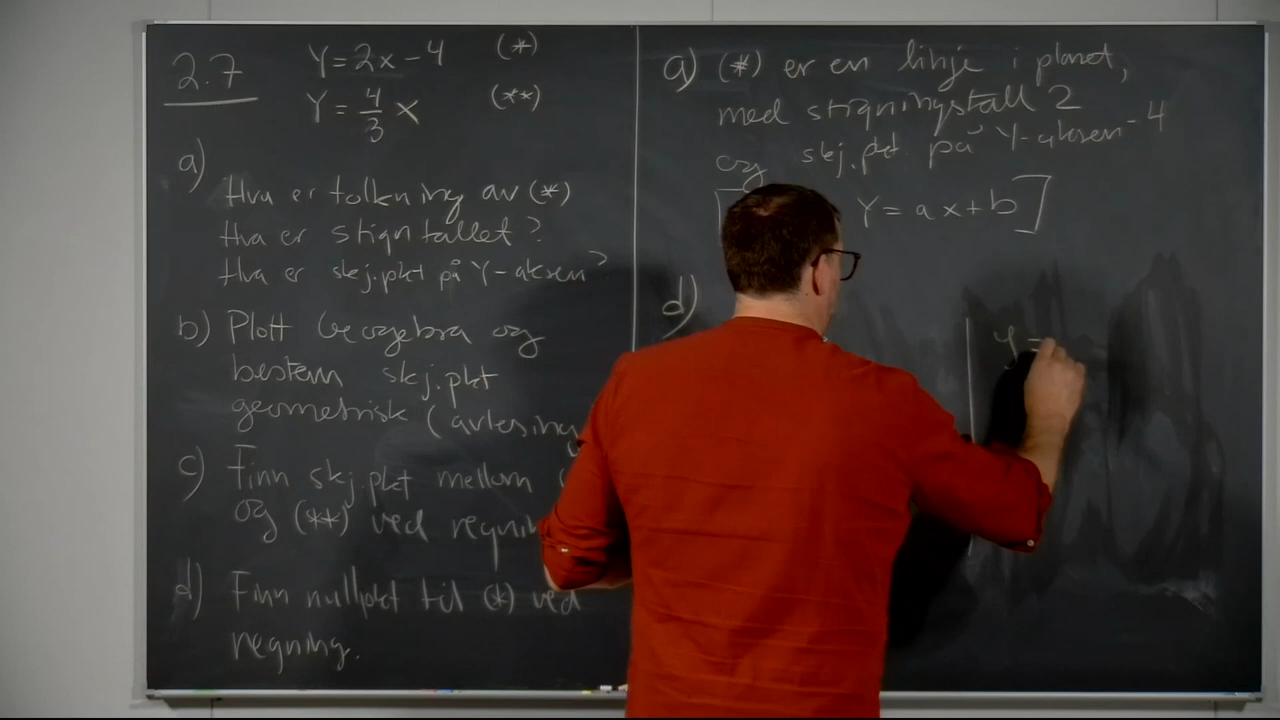 2.7
Y = 2x - 4 (*)
Y = 4/3 x (**)
a)
Hva er tolkning av (*)
Hva er stigntallet?
Hva er skj.pkt på Y-aksen?
b) Plott Geogebra og
bestem skj.pkt
geometrisk (avlesing
c) Finn skj.pkt mellom
og (**) ved regnin
d) Finn nullpkt til (*) ved
regning.
a) (*) er en linje i planet,
med stigningstall 2
og skj.pkt. på Y-aksen -4
[ Y = ax + b ]
d)
Y =